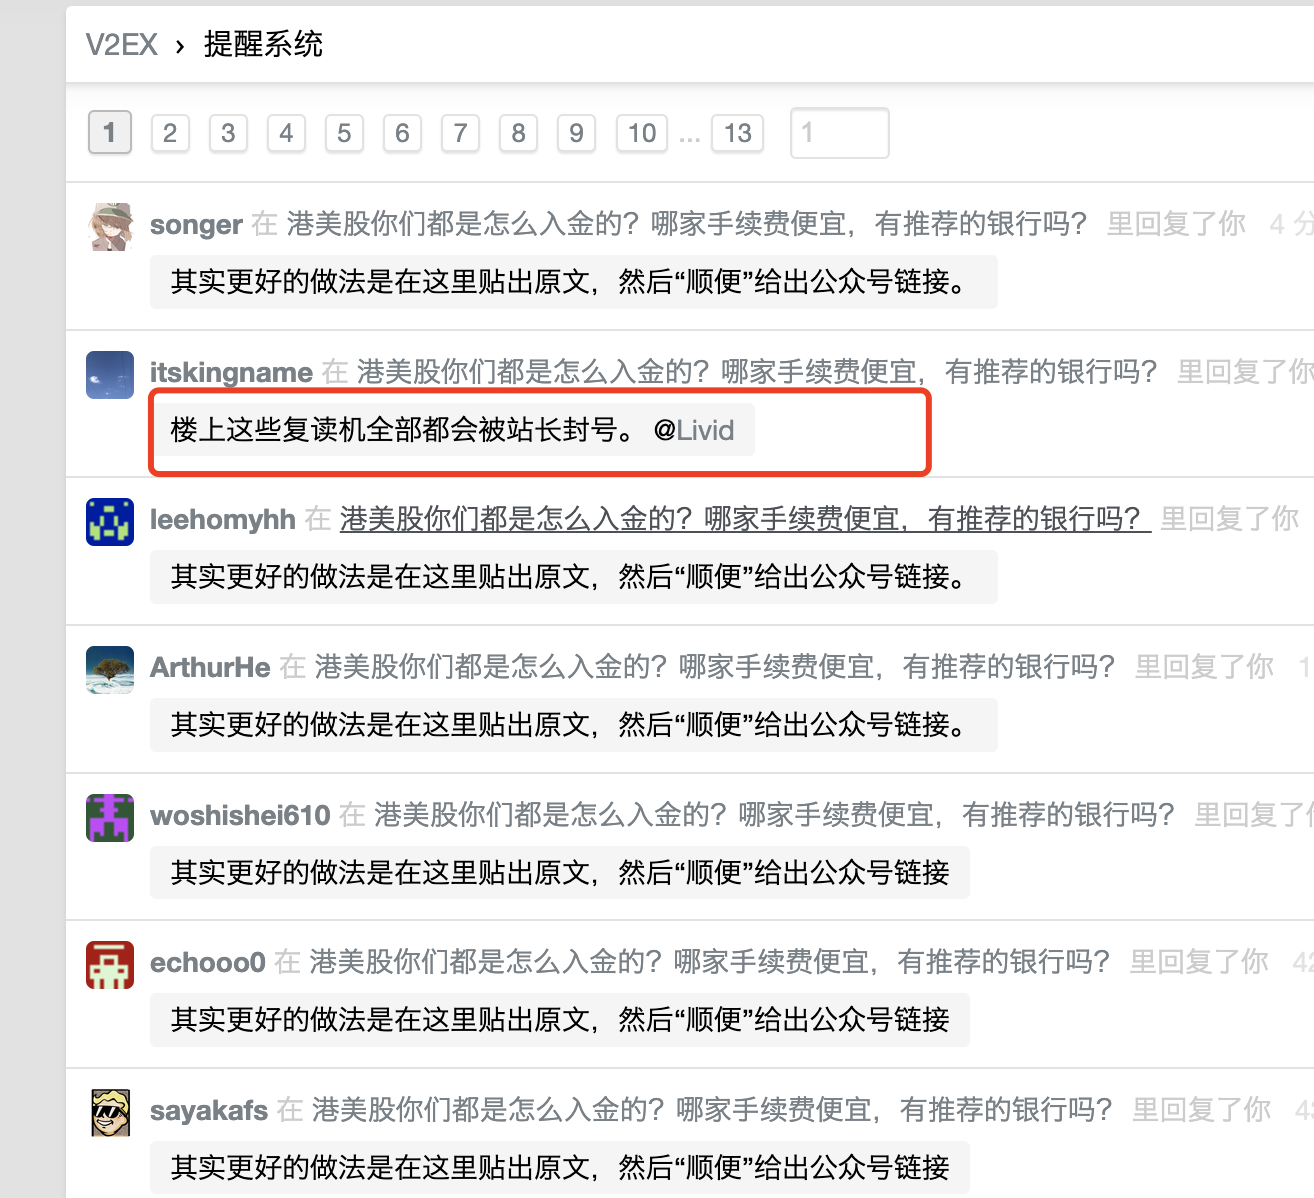 V2EX › 提醒系统
1 2 3 4 5 6 7 8 9 10 ... 13 1
songer 在 港美股你们都是怎么入金的？哪家手续费便宜，有推荐的银行吗？ 里回复了你 4 分
其实更好的做法是在这里贴出原文，然后“顺便”给出公众号链接。
itskingname 在 港美股你们都是怎么入金的？哪家手续费便宜，有推荐的银行吗？ 里回复了你
楼上这些复读机全部都会被站长封号。 @Livid
leehomyhh 在 港美股你们都是怎么入金的？哪家手续费便宜，有推荐的银行吗？ 里回复了你
其实更好的做法是在这里贴出原文，然后“顺便”给出公众号链接。
ArthurHe 在 港美股你们都是怎么入金的？哪家手续费便宜，有推荐的银行吗？ 里回复了你 1
其实更好的做法是在这里贴出原文，然后“顺便”给出公众号链接。
woshishei610 在 港美股你们都是怎么入金的？哪家手续费便宜，有推荐的银行吗？ 里回复了
其实更好的做法是在这里贴出原文，然后“顺便”给出公众号链接
echooo0 在 港美股你们都是怎么入金的？哪家手续费便宜，有推荐的银行吗？ 里回复了你 42
其实更好的做法是在这里贴出原文，然后“顺便”给出公众号链接
sayakafs 在 港美股你们都是怎么入金的？哪家手续费便宜，有推荐的银行吗？ 里回复了你 43
其实更好的做法是在这里贴出原文，然后“顺便”给出公众号链接